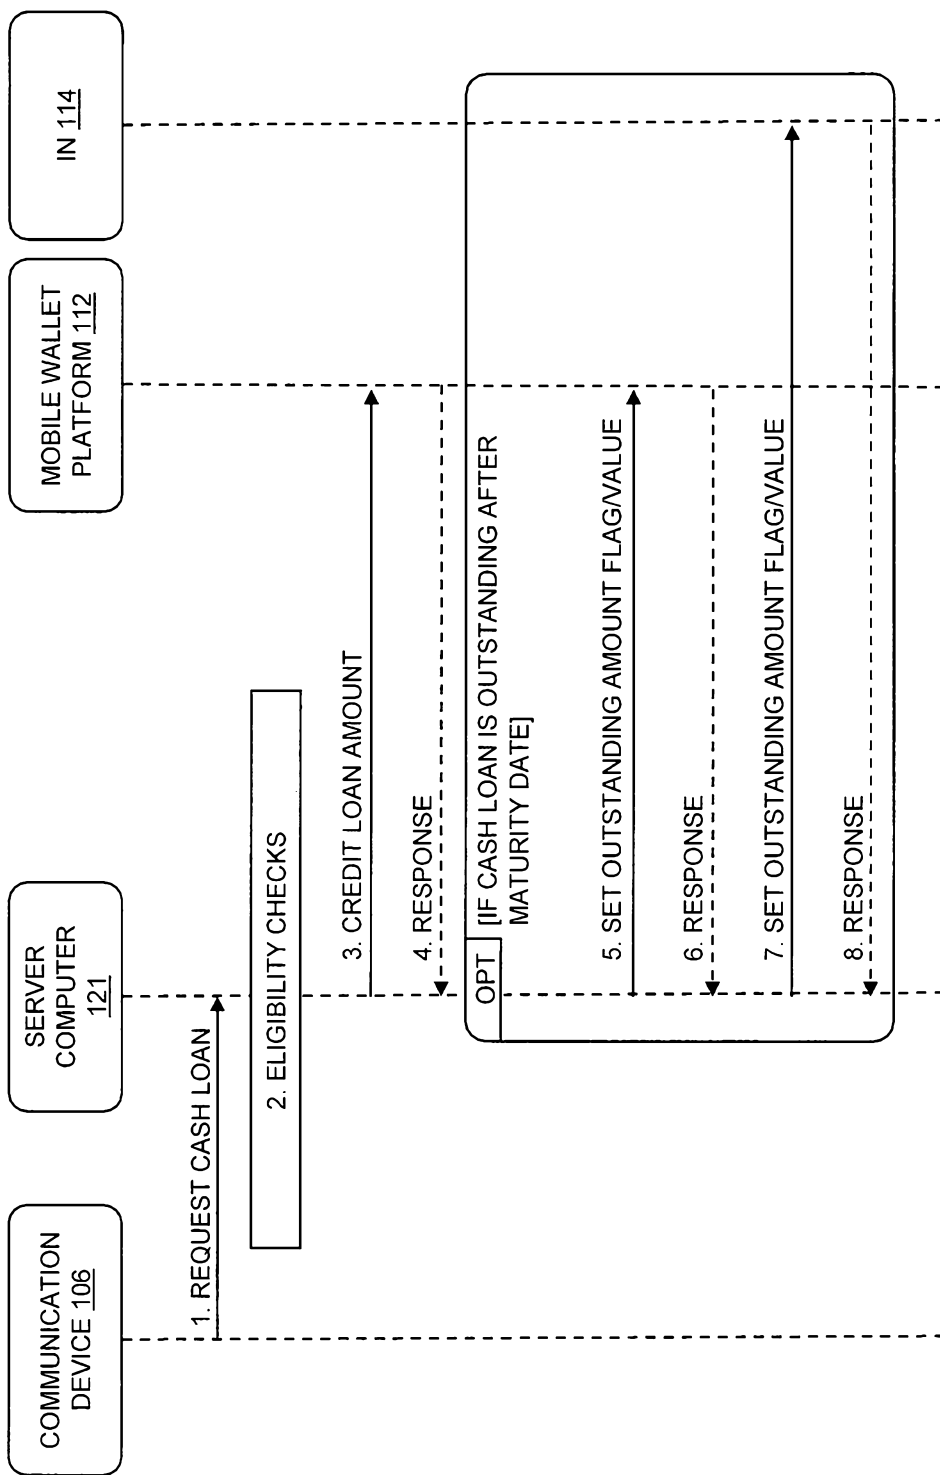 COMMUNICATION
DEVICE 106
SERVER
COMPUTER
121
MOBILE WALLET
PLATFORM 112
IN 114
1. REQUEST CASH LOAN
2. ELIGIBILITY CHECKS
3. CREDIT LOAN AMOUNT
4. RESPONSE
OPT
[IF CASH LOAN IS OUTSTANDING AFTER
MATURITY DATE]
5. SET OUTSTANDING AMOUNT FLAG/VALUE
6. RESPONSE
7. SET OUTSTANDING AMOUNT FLAG/VALUE
8. RESPONSE